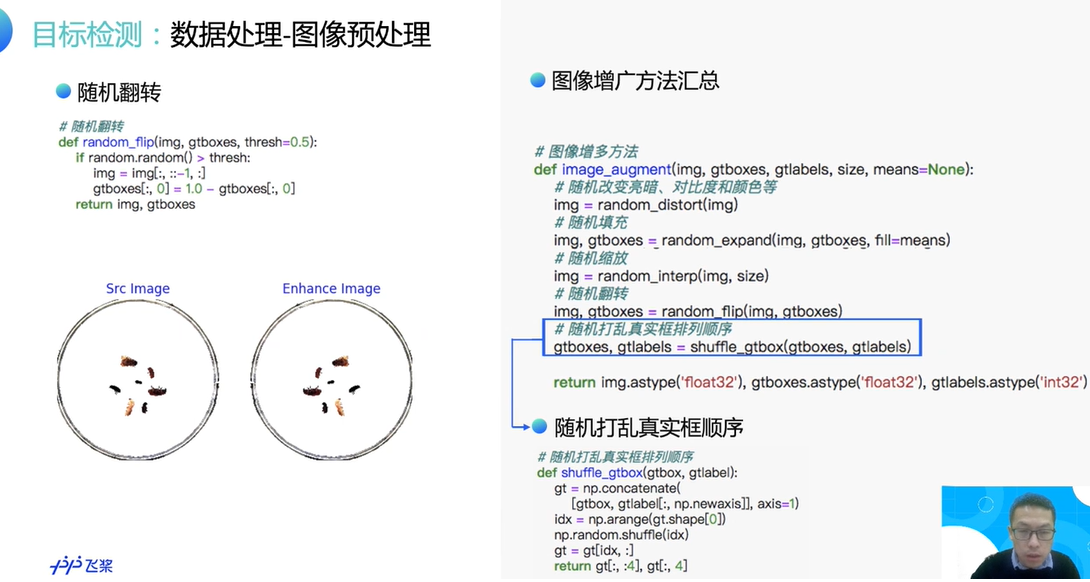 目标检测：数据处理-图像预处理
随机翻转
# 随机翻转
def random_flip(img, gtboxes, thresh=0.5):
    if random.random() > thresh:
        img = img[:, ::-1, :]
        gtboxes[:, 0] = 1.0 - gtboxes[:, 0]
    return img, gtboxes
Src Image
Enhance Image
飞桨
图像增广方法汇总
# 图像增多方法
def image_augment(img, gtboxes, gtlabels, size, means=None):
    # 随机改变亮暗、对比度和颜色等
    img = random_distort(img)
    # 随机填充
    img, gtboxes = random_expand(img, gtboxes, fill=means)
    # 随机缩放
    img = random_interp(img, size)
    # 随机翻转
    img, gtboxes = random_flip(img, gtboxes)
    # 随机打乱真实框排列顺序
    gtboxes, gtlabels = shuffle_gtbox(gtboxes, gtlabels)
    return img.astype('float32'), gtboxes.astype('float32'), gtlabels.astype('int32')
随机打乱真实框顺序
# 随机打乱真实框排列顺序
def shuffle_gtbox(gtbox, gtlabel):
    gt = np.concatenate(
        [gtbox, gtlabel[:, np.newaxis]], axis=1)
    idx = np.arange(gt.shape[0])
    np.random.shuffle(idx)
    gt = gt[idx, :]
    return gt[:, :4], gt[:, 4]